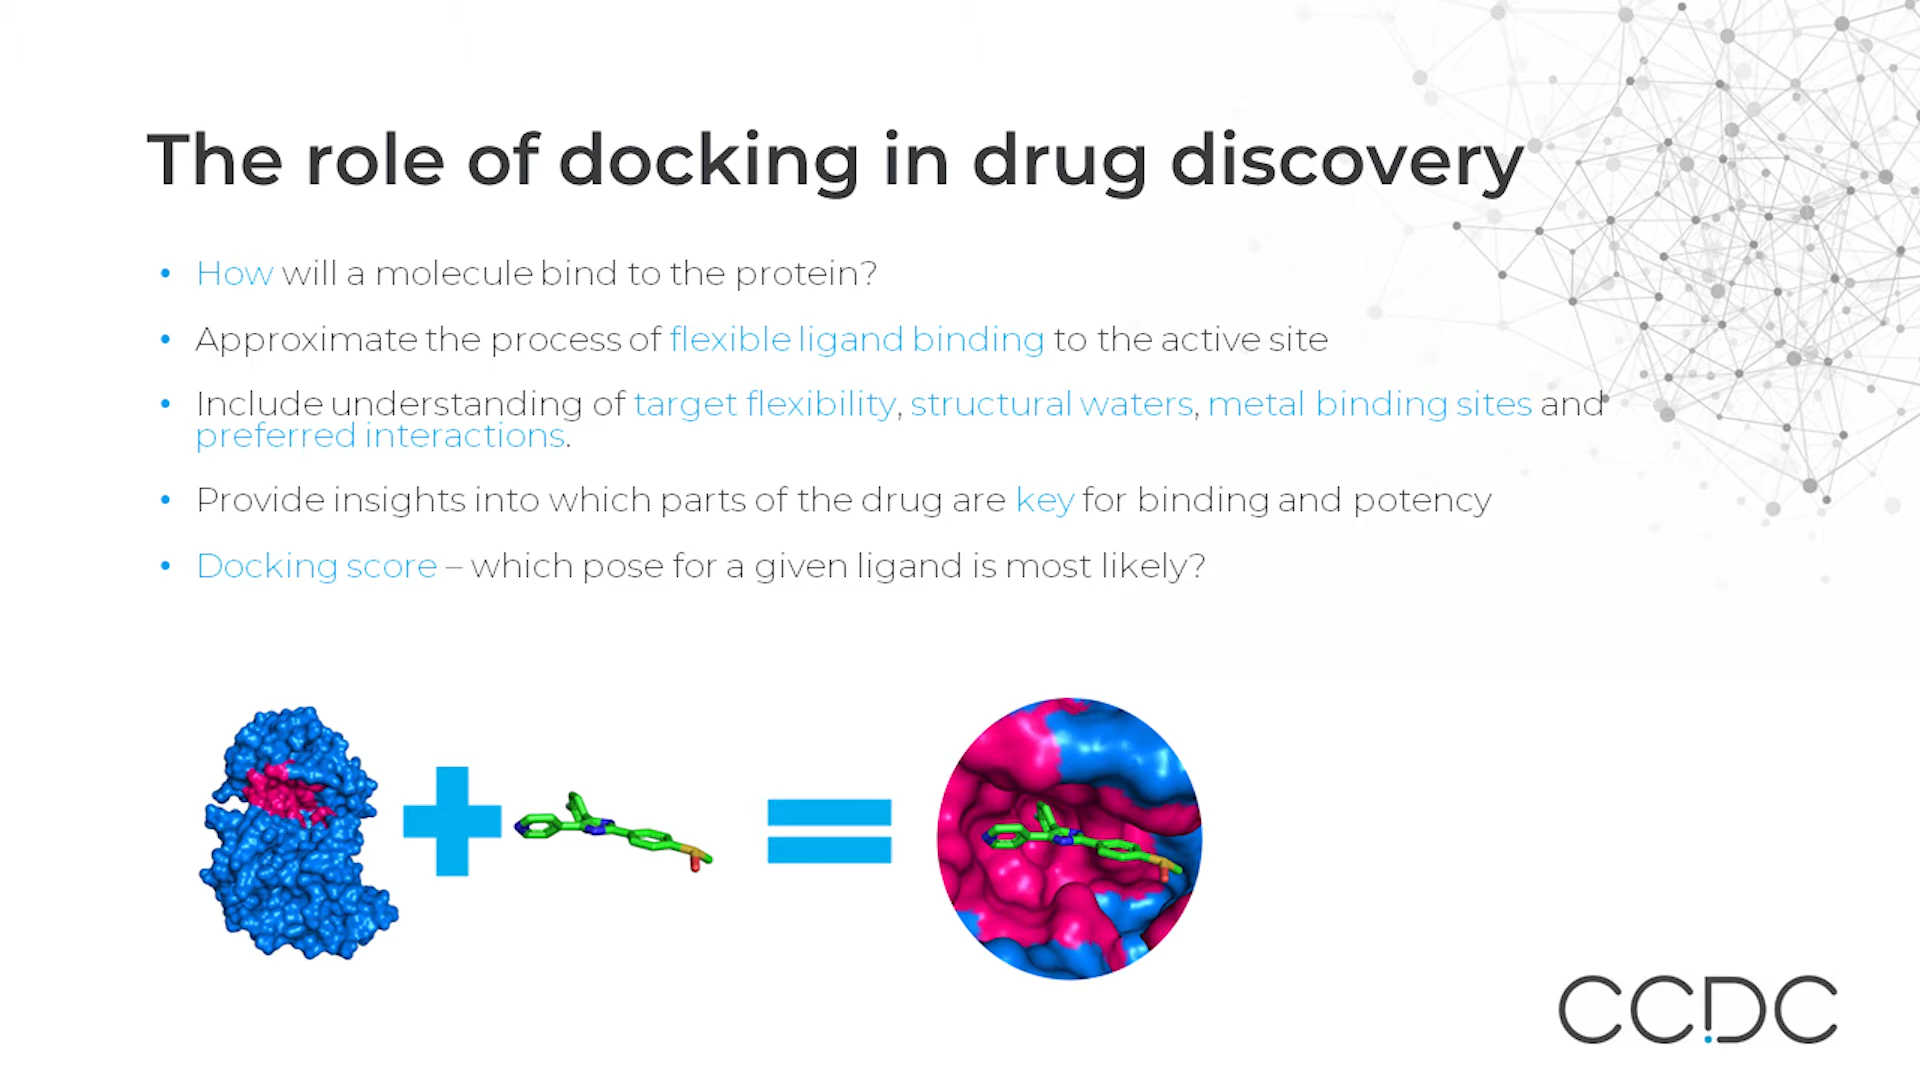 The role of docking in drug discovery
• How will a molecule bind to the protein?
• Approximate the process of flexible ligand binding to the active site
• Include understanding of target flexibility, structural waters, metal binding sites and
preferred interactions.
• Provide insights into which parts of the drug are key for binding and potency
• Docking score – which pose for a given ligand is most likely?
CCDC